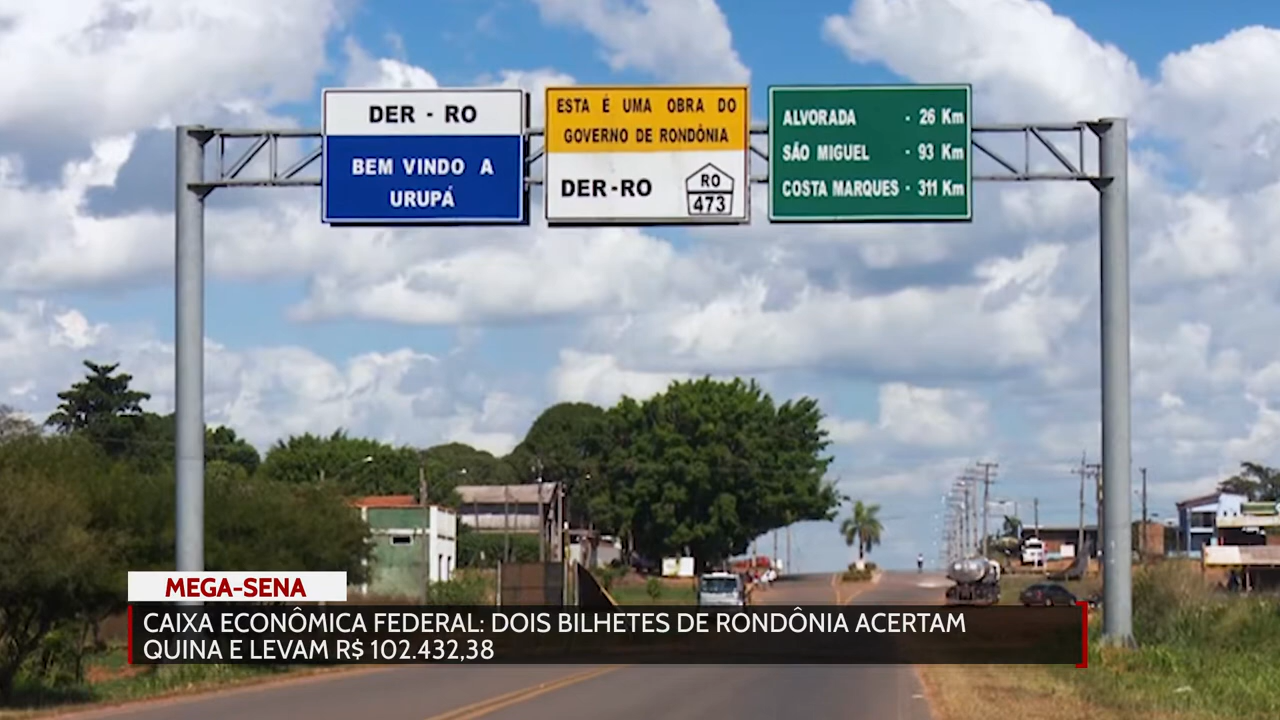 DER - RO
BEM VINDO A
URUPÁ
ESTA É UMA OBRA DO
GOVERNO DE RONDÔNIA
DER-RO
RO
473
ALVORADA - 26 Km
SÃO MIGUEL - 93 Km
COSTA MARQUES - 311 Km
MEGA-SENA
CAIXA ECONÔMICA FEDERAL: DOIS BILHETES DE RONDÔNIA ACERTAM
QUINA E LEVAM R$ 102.432,38